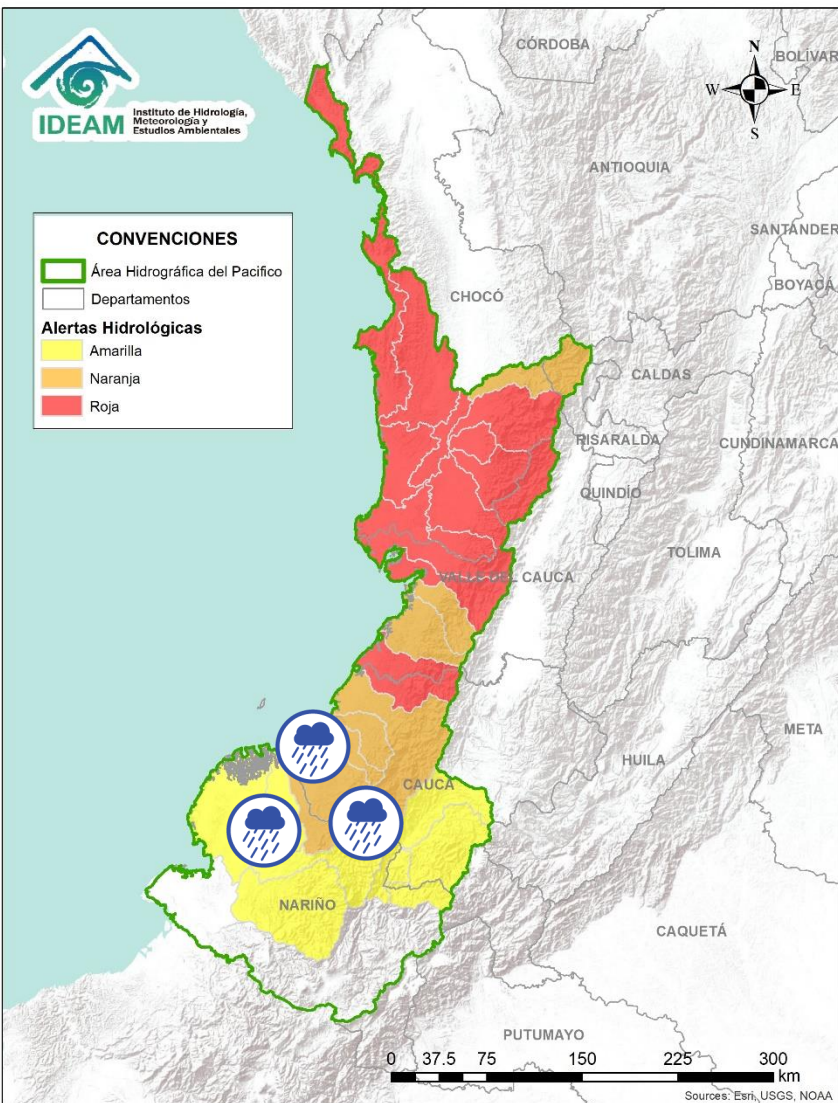 IDEAM
Instituto de Hidrología,
Meteorología y
Estudios Ambientales
CONVENCIONES
Área Hidrográfica del Pacifico
Departamentos
Alertas Hidrológicas
Amarilla
Naranja
Roja
N
W
E
S
CÓRDOBA
BOLÍVAR
ANTIOQUIA
SANTANDER
BOYACÁ
CHOCÓ
CALDAS
RISARALDA
CUNDINAMARCA
QUINDÍO
TOLIMA
VALLE DEL CAUCA
META
HUILA
CAUCA
NARIÑO
CAQUETÁ
PUTUMAYO
0 37.5 75 150 225 300
km
Sources: Esri, USGS, NOAA